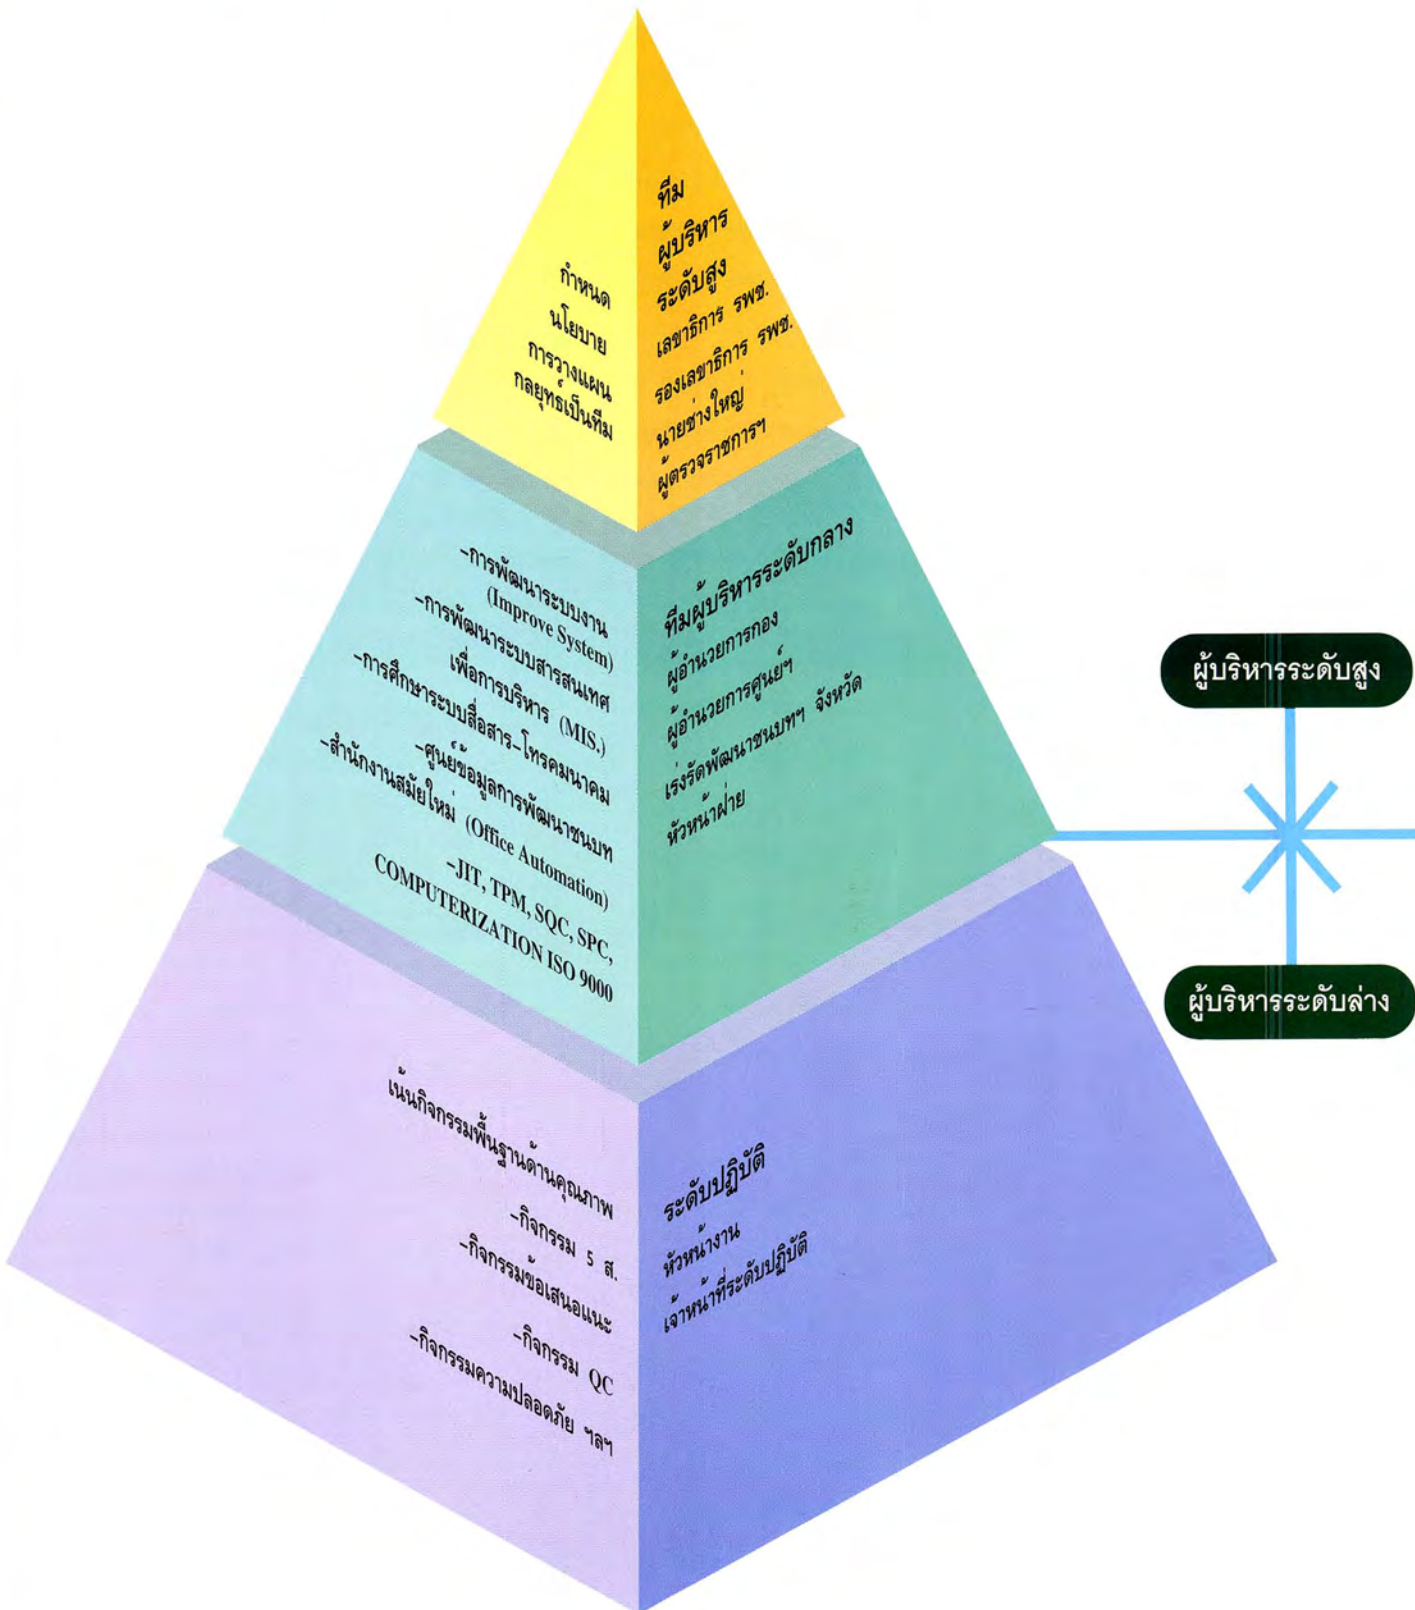 กำหนด
นโยบาย
การวางแผน
กลยุทธ์เป็นทีม
ทีม
ผู้บริหาร
ระดับสูง
เลขาธิการ รพช.
รองเลขาธิการ รพช.
นายช่างใหญ่
ผู้ตรวจราชการฯ
-การพัฒนาระบบงาน
(Improve System)
-การพัฒนาระบบสารสนเทศ
เพื่อการบริหาร (MIS.)
-การศึกษาระบบสื่อสาร-โทรคมนาคม
-ศูนย์ข้อมูลการพัฒนาชนบท
-สำนักงานสมัยใหม่ (Office Automation)
-JIT, TPM, SQC, SPC,
COMPUTERIZATION ISO 9000
ทีมผู้บริหารระดับกลาง
ผู้อำนวยการกอง
ผู้อำนวยการศูนย์ฯ
เร่งรัดพัฒนาชนบทฯ จังหวัด
หัวหน้าฝ่าย
ผู้บริหารระดับสูง
ผู้บริหารระดับล่าง
เน้นกิจกรรมพื้นฐานด้านคุณภาพ
-กิจกรรม 5 ส.
-กิจกรรมข้อเสนอแนะ
-กิจกรรม QC
-กิจกรรมความปลอดภัย ฯลฯ
ระดับปฏิบัติ
หัวหน้างาน
เจ้าหน้าที่ระดับปฏิบัติ